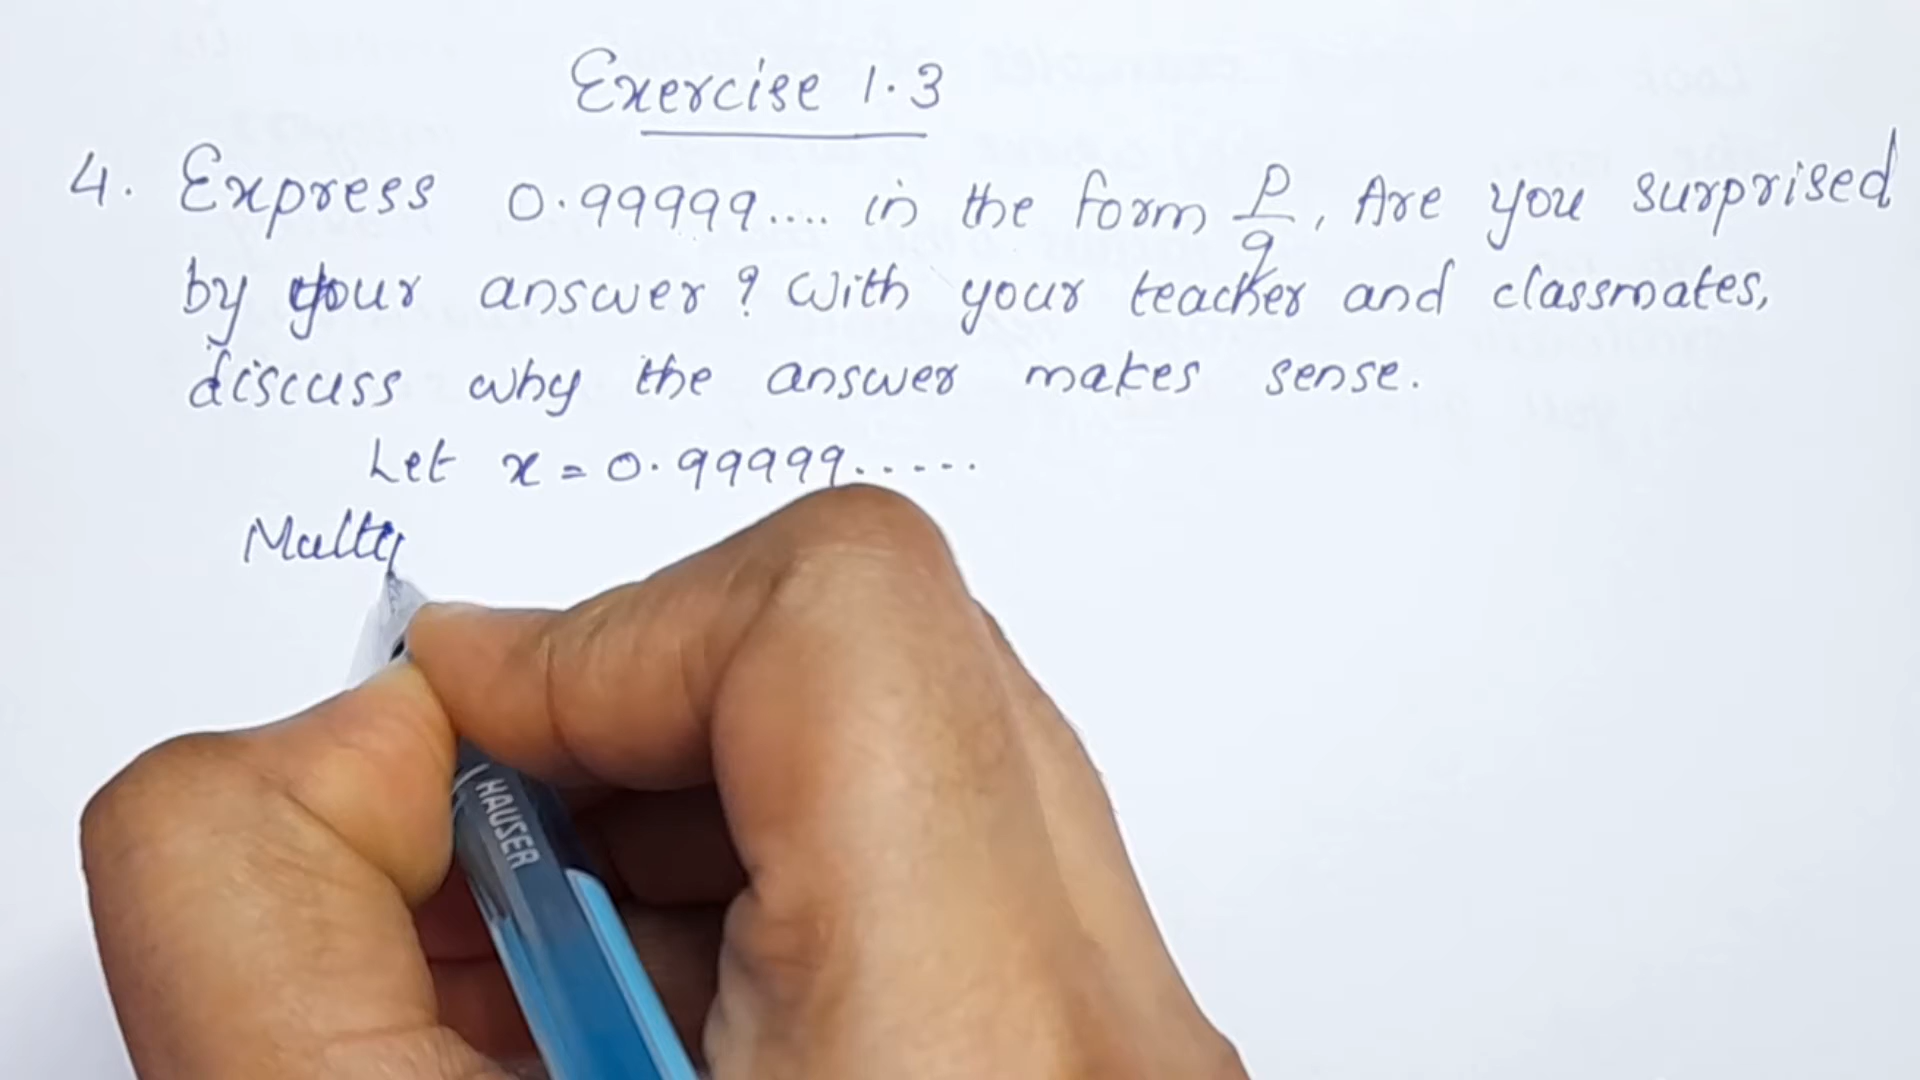 Exercise 1.3
4. Express 0.99999.... in the form p/q, Are you surprised
by your answer? With your teacher and classmates,
discuss why the answer makes sense.
Let x = 0.99999.....
HAUSER